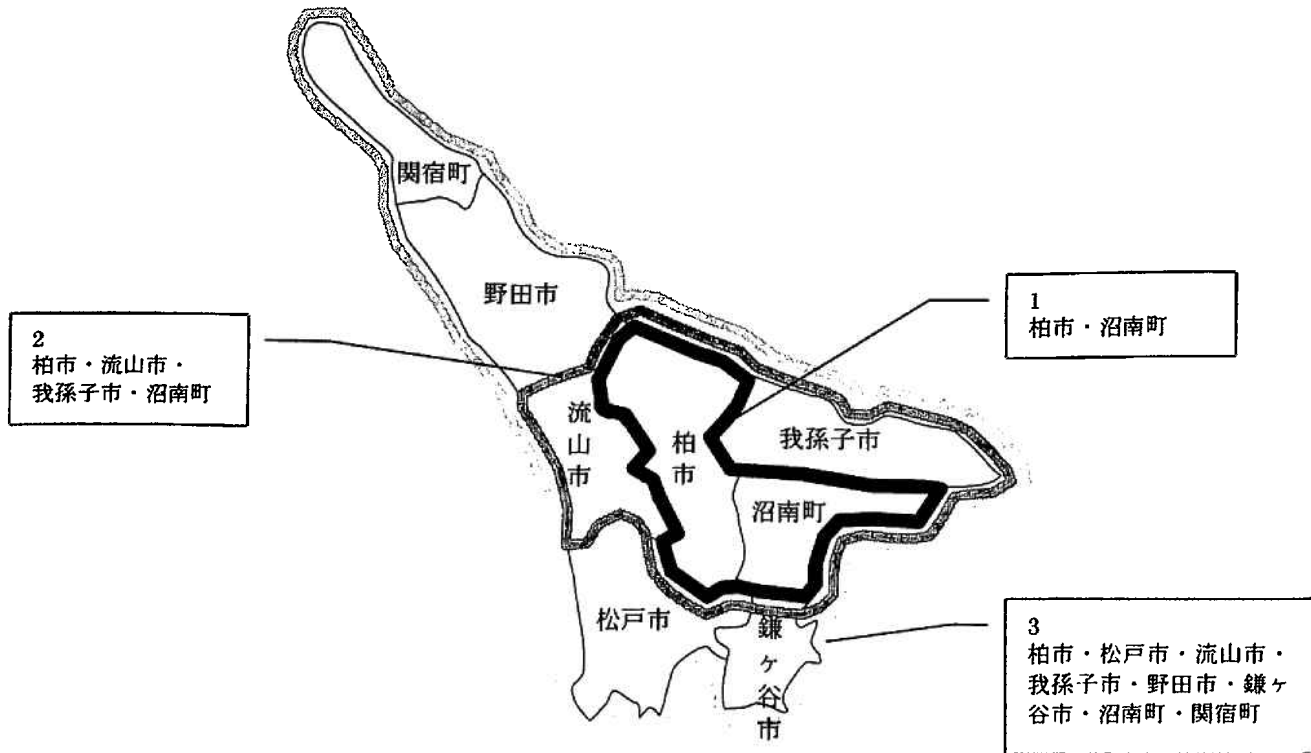 関宿町
野田市
1
柏市・沼南町
2
柏市・流山市・
我孫子市・沼南町
流山市
柏市
我孫子市
沼南町
松戸市
鎌ヶ谷市
3
柏市・松戸市・流山市・
我孫子市・野田市・鎌ヶ
谷市・沼南町・関宿町